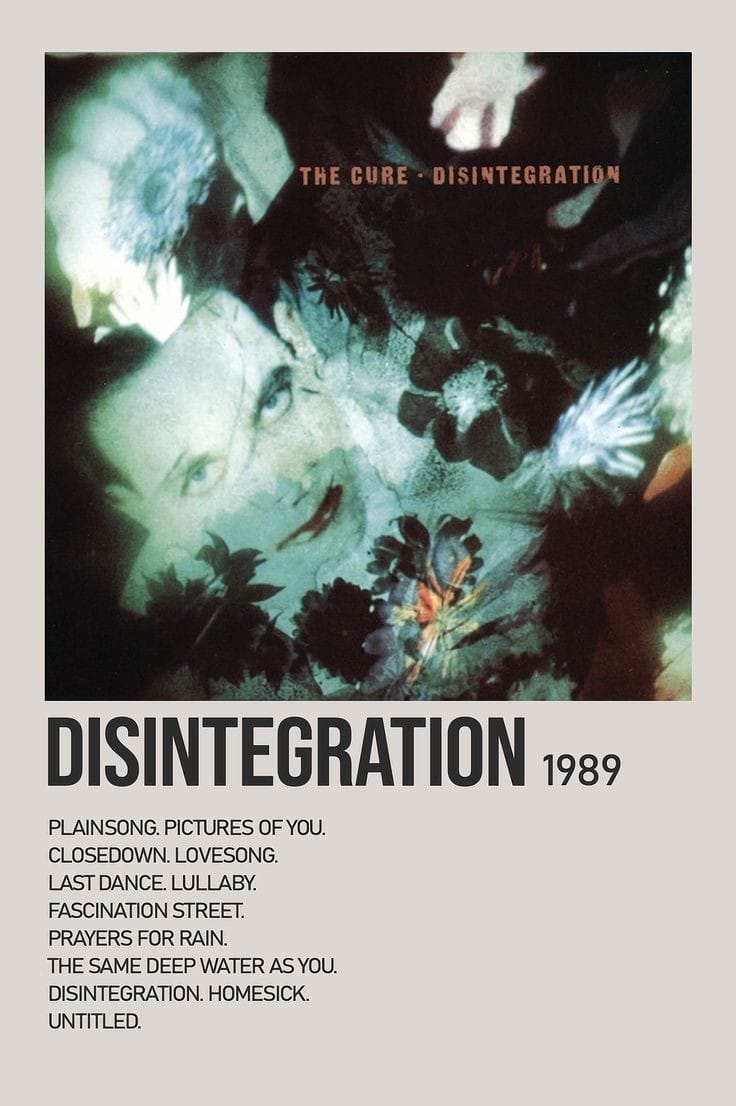 THE CURE · DISINTEGRATION
DISINTEGRATION 1989
PLAINSONG. PICTURES OF YOU.
CLOSEDOWN. LOVESONG.
LAST DANCE. LULLABY.
FASCINATION STREET.
PRAYERS FOR RAIN.
THE SAME DEEP WATER AS YOU.
DISINTEGRATION. HOMESICK.
UNTITLED.